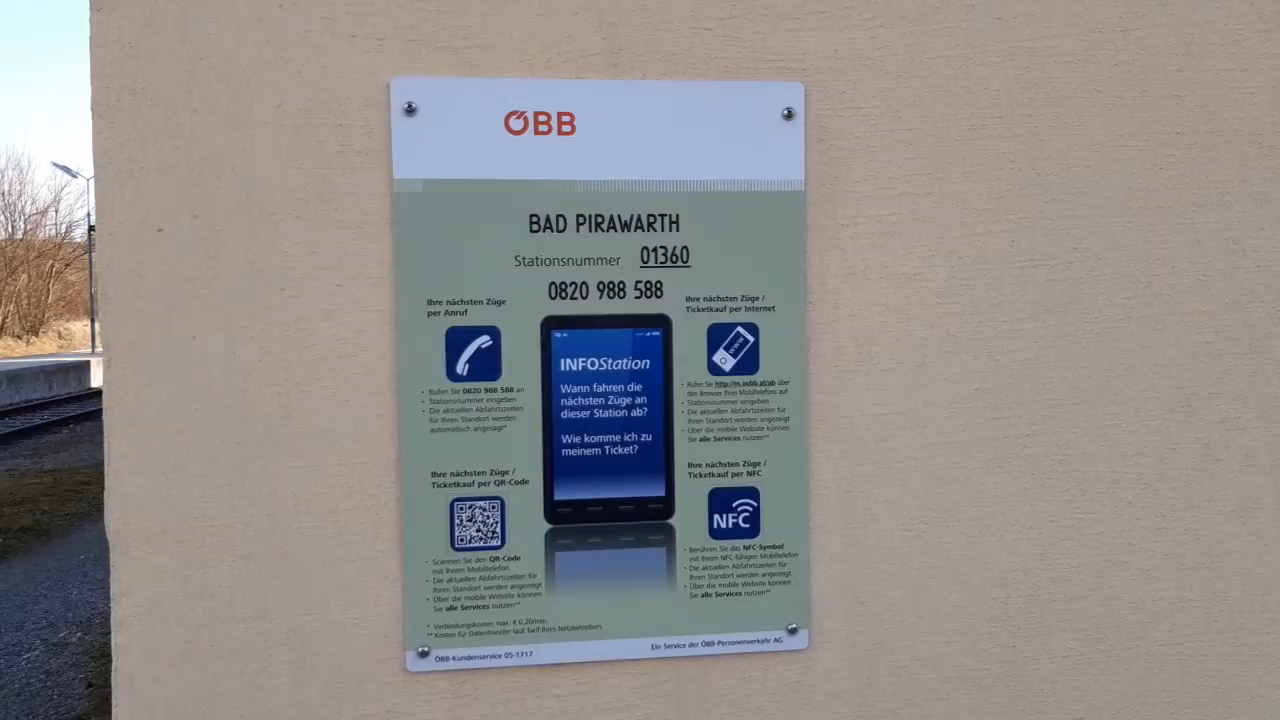 ÖBB
BAD PIRAWARTH
Stationsnummer 01360
0820 988 588
Ihre nächsten Züge
per Anruf
• Rufen Sie 0820 988 588 an
• Stationsnummer eingeben
• Die aktuellen Abfahrtszeiten
für Ihren Standort werden
automatisch angesagt*
Ihre nächsten Züge /
Ticketkauf per Internet
WWW
• Rufen Sie http://m.oebb.at/ab über
den Browser Ihres Mobiltelefons auf
• Stationsnummer eingeben
• Die aktuellen Abfahrtszeiten für
Ihren Standort werden angezeigt
• Über die mobile Website können
Sie alle Services nutzen**
INFOStation
Wann fahren die
nächsten Züge an
dieser Station ab?
Wie komme ich zu
meinem Ticket?
Ihre nächsten Züge /
Ticketkauf per QR-Code
• Scannen Sie den QR-Code
mit Ihrem Mobiltelefon
• Die aktuellen Abfahrtszeiten für
Ihren Standort werden angezeigt
• Über die mobile Website können
Sie alle Services nutzen**
Ihre nächsten Züge /
Ticketkauf per NFC
NFC
• Berühren Sie das NFC-Symbol
mit Ihrem NFC-fähigen Mobiltelefon
• Die aktuellen Abfahrtszeiten für
Ihren Standort werden angezeigt
• Über die mobile Website können
Sie alle Services nutzen**
* Verbindungskosten max. € 0,20/min.
** Kosten für Datentransfer laut Tarif Ihres Netzbetreibers
ÖBB-Kundenservice 05-1717
Ein Service der ÖBB-Personenverkehr AG